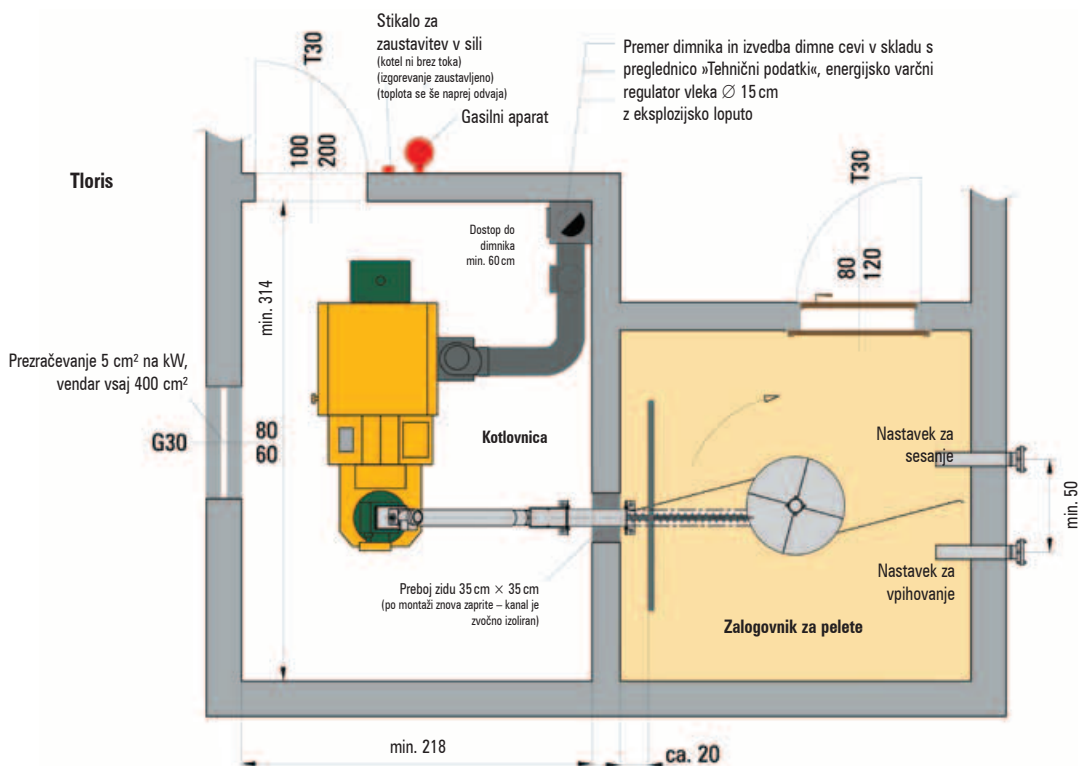 Stikalo za
zaustavitev v sili
(kotel ni brez toka)
(izgorevanje zaustavljeno)
(toplota se še naprej odvaja)
Gasilni aparat
Premer dimnika in izvedba dimne cevi v skladu s
preglednico »Tehnični podatki«, energijsko varčni
regulator vleka ∅ 15 cm
z eksplozijsko loputo
T30
100
200
Tloris
T30
80
120
Dostop do
dimnika
min. 60 cm
min. 314
Prezračevanje 5 cm² na kW,
vendar vsaj 400 cm²
G30
80
60
Kotlovnica
Nastavek za
sesanje
min. 50
Nastavek za
vpihovanje
Preboj zidu 35 cm × 35 cm
(po montaži znova zaprite – kanal je
zvočno izoliran)
Zalogovnik za pelete
min. 218
ca. 20